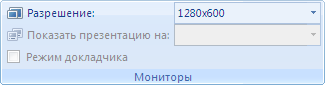 Разрешение: 1280x600
Показать презентацию на:
Режим докладчика
Мониторы